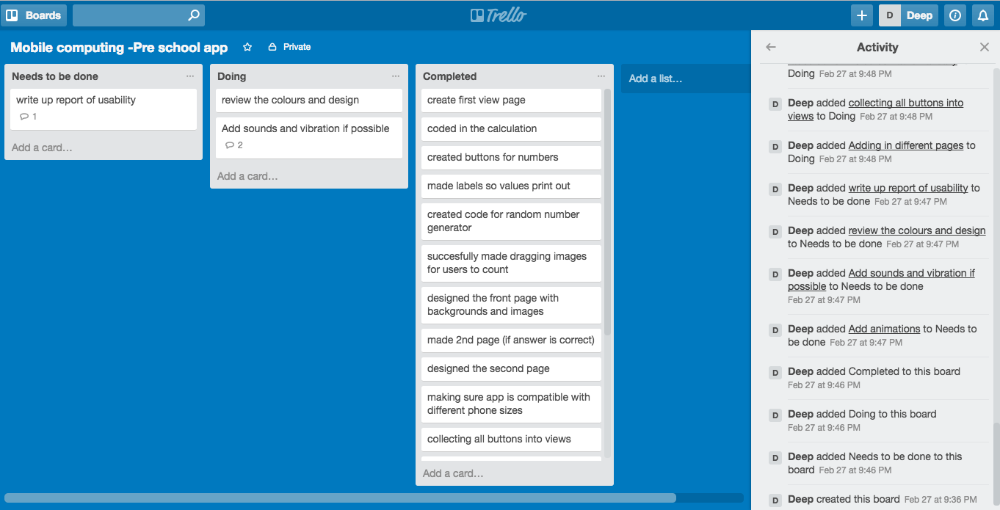 Boards
Trello
D Deep
Mobile computing -Pre school app
Private
Needs to be done ...
write up report of usability
1
Add a card...
Doing ...
review the colours and design
Add sounds and vibration if possible
2
Add a card...
Completed ...
create first view page
coded in the calculation
created buttons for numbers
made labels so values print out
created code for random number
generator
succesfully made dragging images
for users to count
designed the front page with
backgrounds and images
made 2nd page (if answer is correct)
designed the second page
making sure app is compatible with
different phone sizes
collecting all buttons into views
Add a card...
Add a list...
Activity
Doing Feb 27 at 9:48 PM
D Deep added collecting all buttons into
views to Doing Feb 27 at 9:48 PM
D Deep added Adding in different pages to
Doing Feb 27 at 9:48 PM
D Deep added write up report of usability to
Needs to be done Feb 27 at 9:47 PM
D Deep added review the colours and design
to Needs to be done Feb 27 at 9:47 PM
D Deep added Add sounds and vibration if
possible to Needs to be done
Feb 27 at 9:47 PM
D Deep added Add animations to Needs to
be done Feb 27 at 9:47 PM
D Deep added Completed to this board
Feb 27 at 9:46 PM
D Deep added Doing to this board
Feb 27 at 9:46 PM
D Deep added Needs to be done to this
board Feb 27 at 9:46 PM
D Deep created this board Feb 27 at 9:36 PM